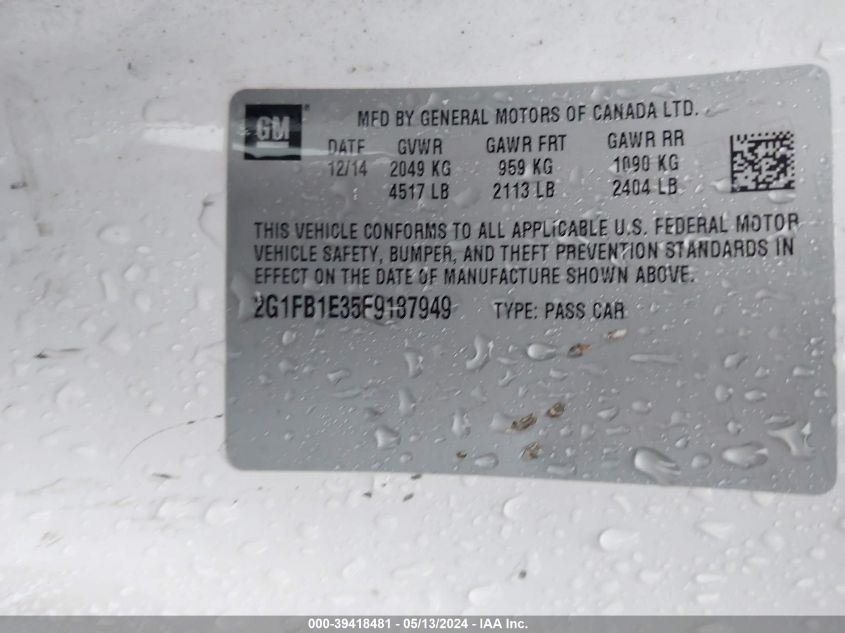 GM ®
MFD BY GENERAL MOTORS OF CANADA LTD.
DATE GVWR GAWR FRT GAWR RR
12/14 2049 KG 959 KG 1090 KG
4517 LB 2113 LB 2404 LB
THIS VEHICLE CONFORMS TO ALL APPLICABLE U.S. FEDERAL MOTOR
VEHICLE SAFETY, BUMPER, AND THEFT PREVENTION STANDARDS IN
EFFECT ON THE DATE OF MANUFACTURE SHOWN ABOVE.
2G1FB1E35F9187949 TYPE: PASS CAR
000-39418481 - 05/13/2024 - IAA Inc.